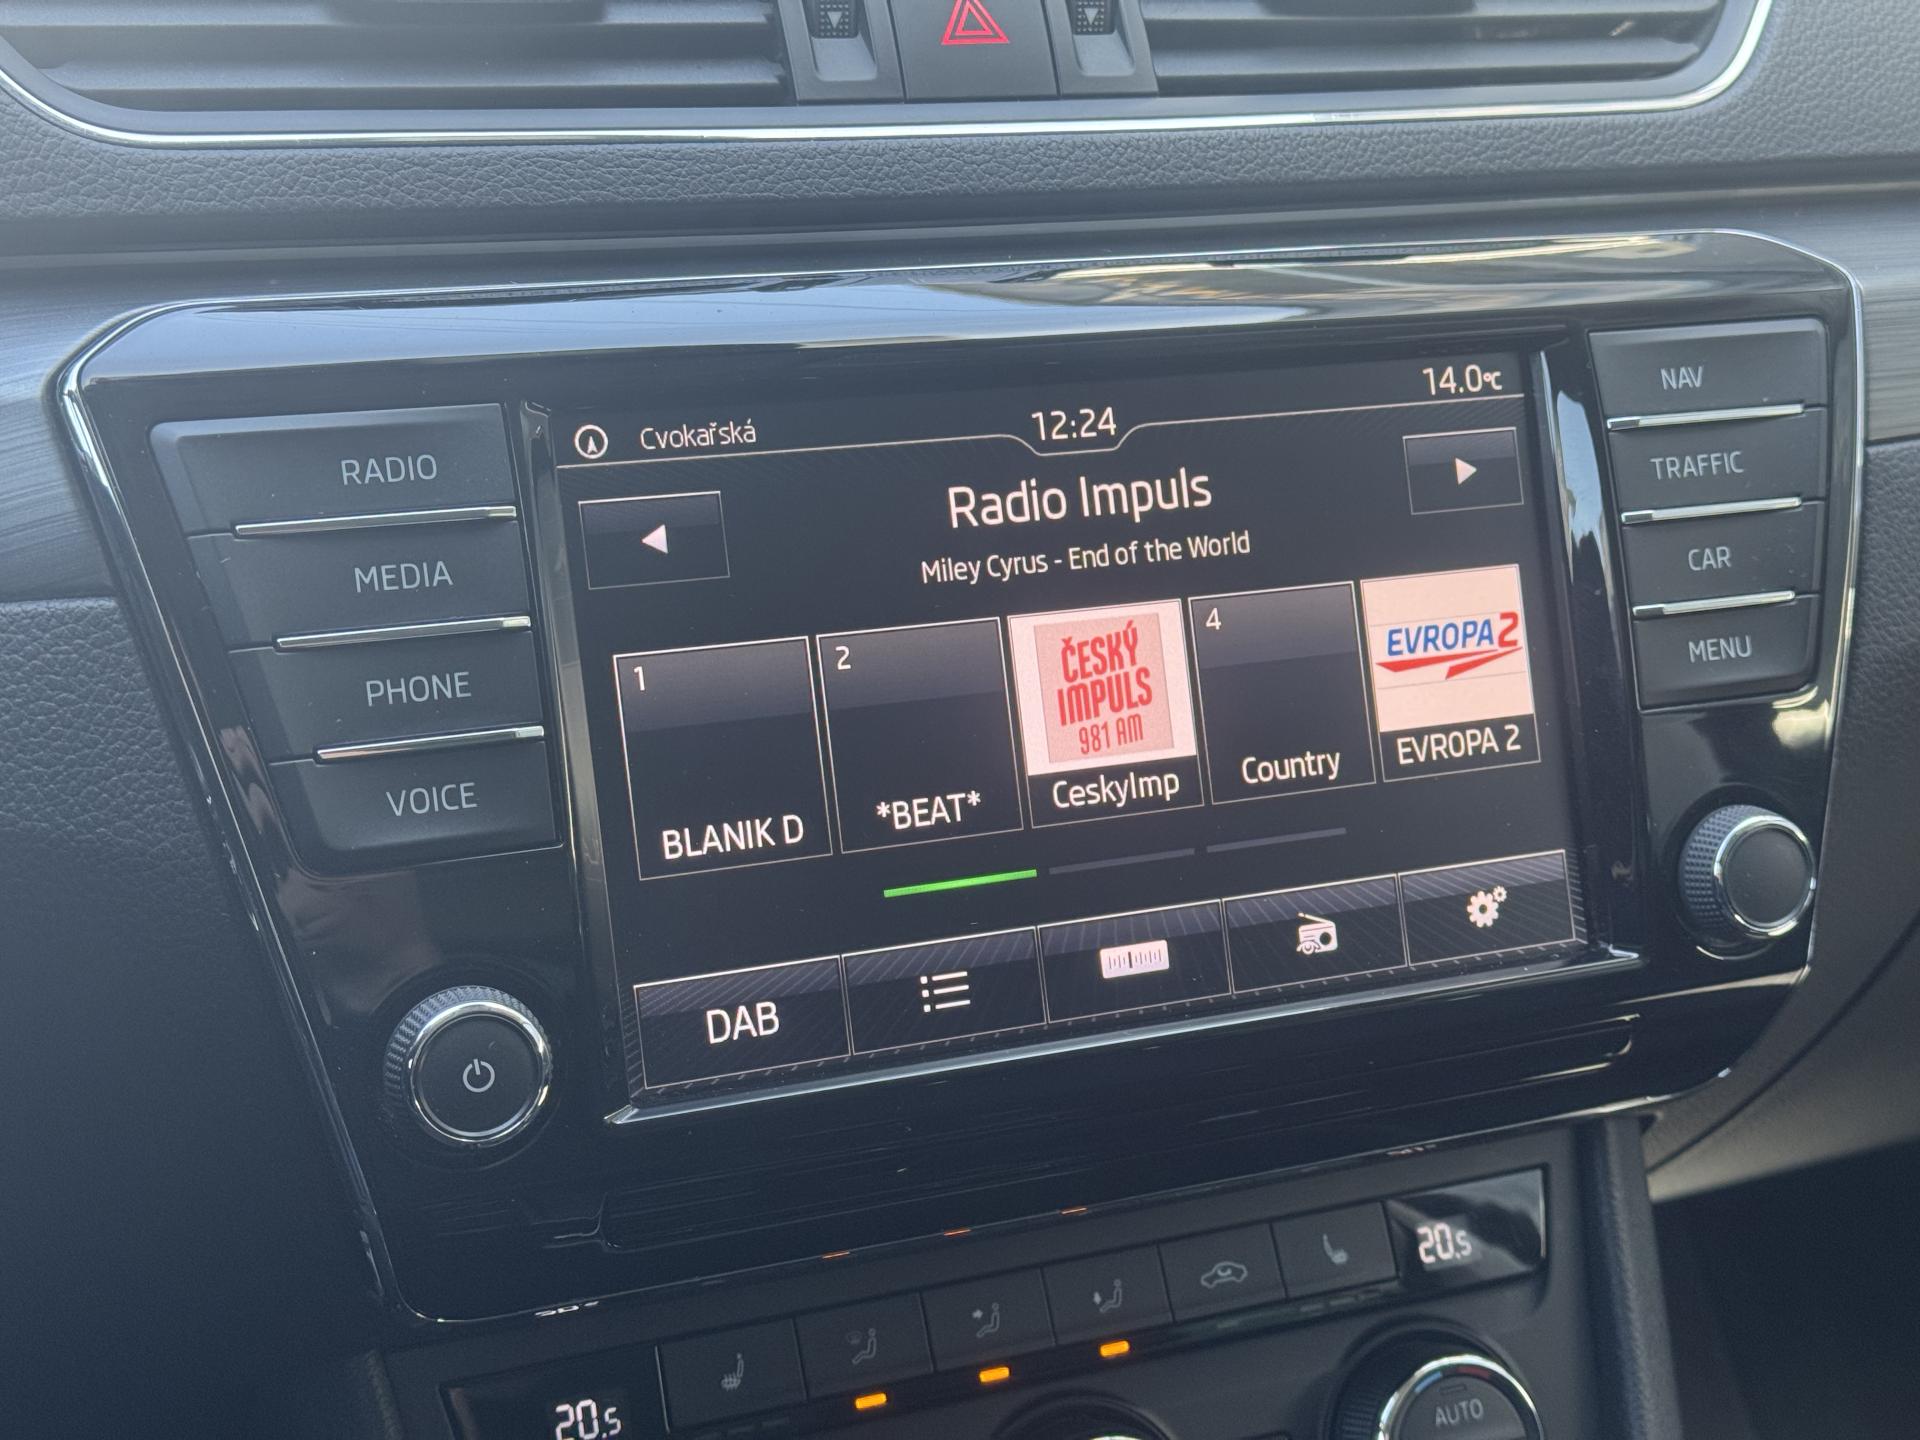 14.0°C
Cvokařská
12:24
Radio Impuls
Miley Cyrus - End of the World
1
2
4
ČESKÝ
IMPULS
981 AM
EVROPA 2
BLANIK D
*BEAT*
CeskyImp
Country
EVROPA 2
DAB
RADIO
MEDIA
PHONE
VOICE
NAV
TRAFFIC
CAR
MENU
20.5
20.5
AUTO